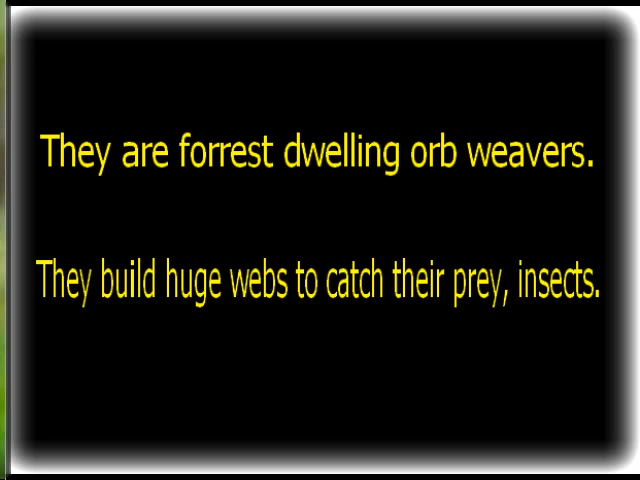 They are forrest dwelling orb weavers.
They build huge webs to catch their prey, insects.